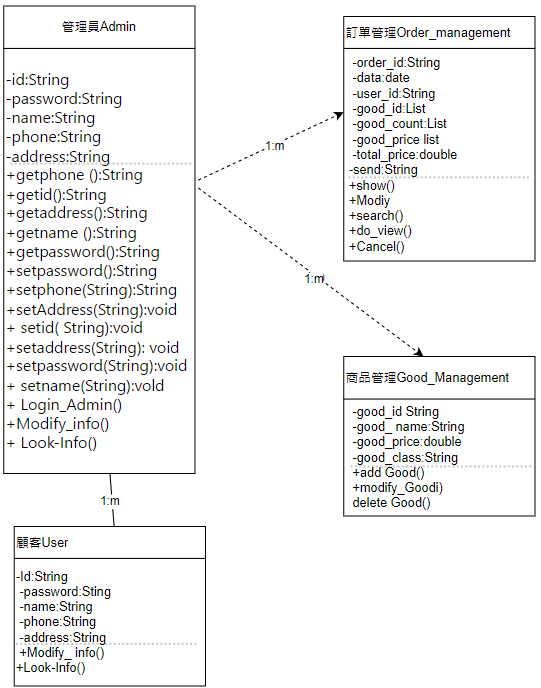 管理員Admin
-id:String
-password:String
-name:String
-phone:String
-address:String
+getphone ():String
+getid():String
+getaddress():String
+getname ():String
+getpassword():String
+setpassword():String
+setphone(String):String
+setAddress(String):void
+ setid( String):void
+setaddress(String): void
+setpassword(String):void
+ setname(String):vold
+ Login_Admin()
+Modify_info()
+ Look-Info()
1:m
1:m
1:m
訂單管理Order_management
-order_id:String
-data:date
-user_id:String
-good_id:List
-good_count:List
-good_price list
-total_price:double
-send:String
+show()
+Modiy
+search()
+do_view()
+Cancel()
商品管理Good_Management
-good_id String
-good_ name:String
-good_price:double
-good_class:String
+add Good()
+modify_Goodi)
delete Good()
顧客User
-Id:String
-password:Sting
-name:String
-phone:String
-address:String
+Modify_ info()
+Look-Info()